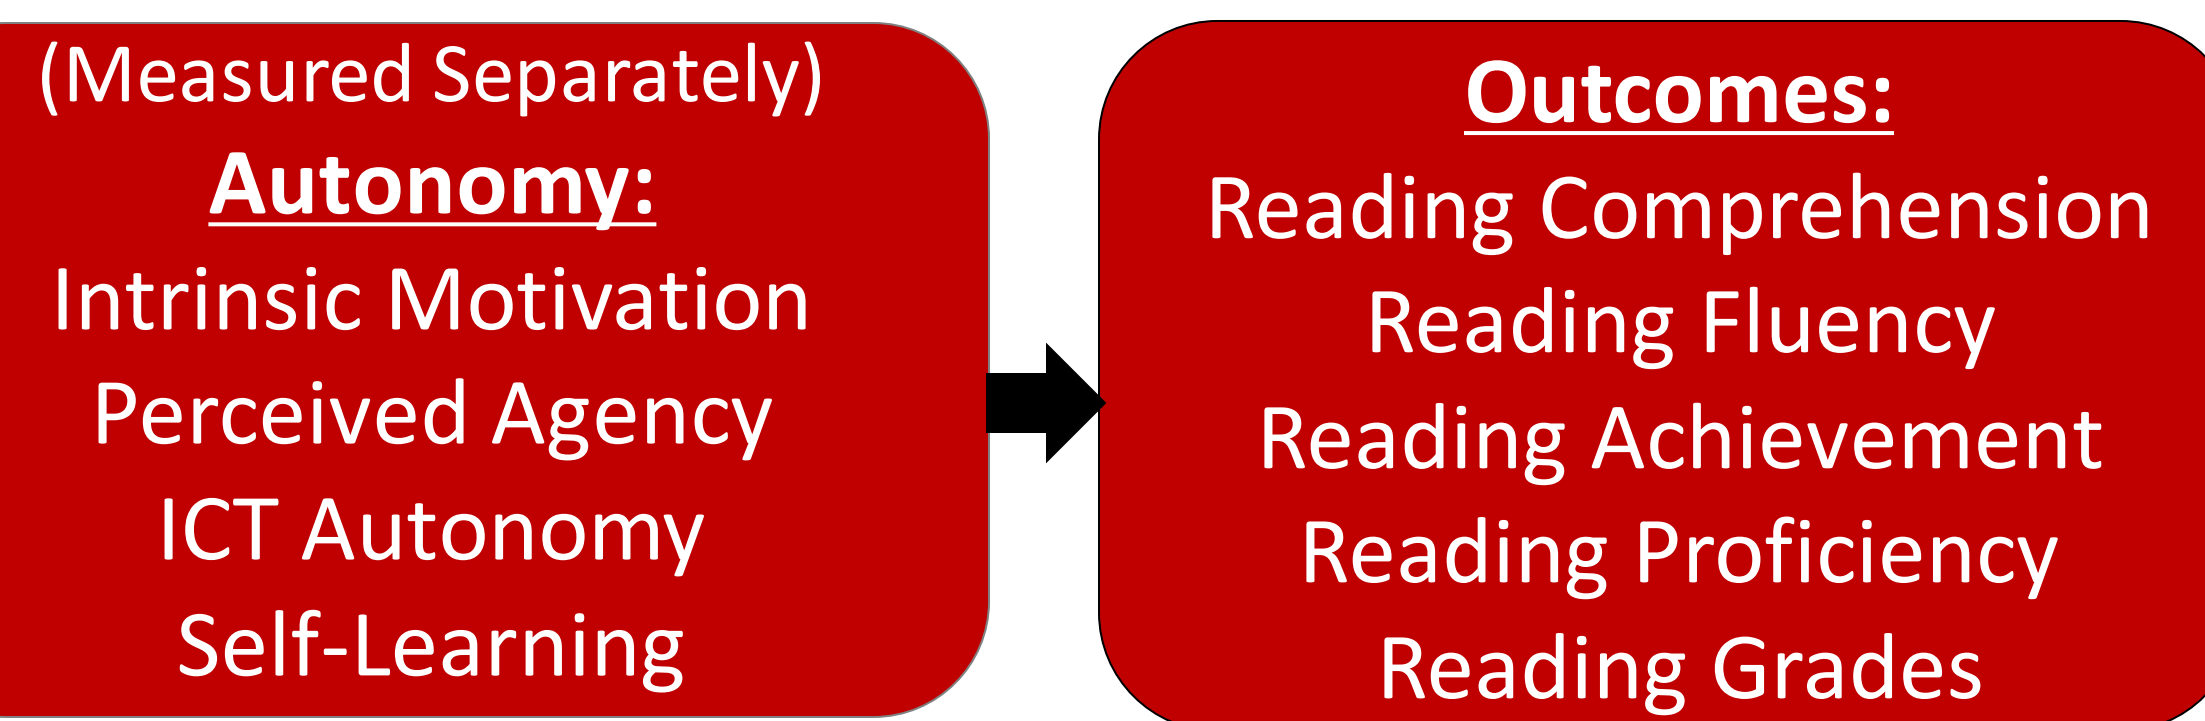 (Measured Separately)
Autonomy:
Intrinsic Motivation
Perceived Agency
ICT Autonomy
Self-Learning
Outcomes:
Reading Comprehension
Reading Fluency
Reading Achievement
Reading Proficiency
Reading Grades